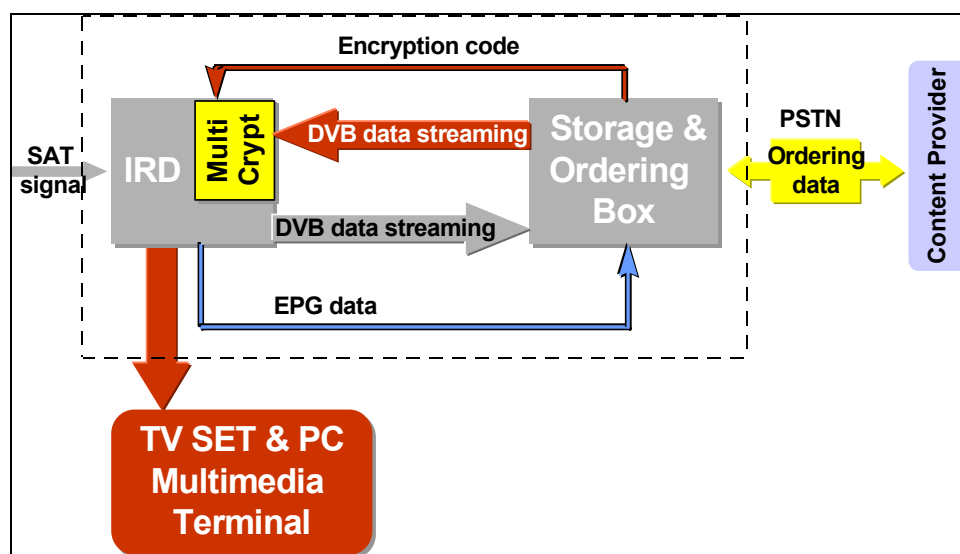 Encryption code
SAT
signal
IRD
Multi
Crypt
DVB data streaming
Storage &
Ordering
Box
PSTN
Ordering
data
Content Provider
DVB data streaming
EPG data
TV SET & PC
Multimedia
Terminal